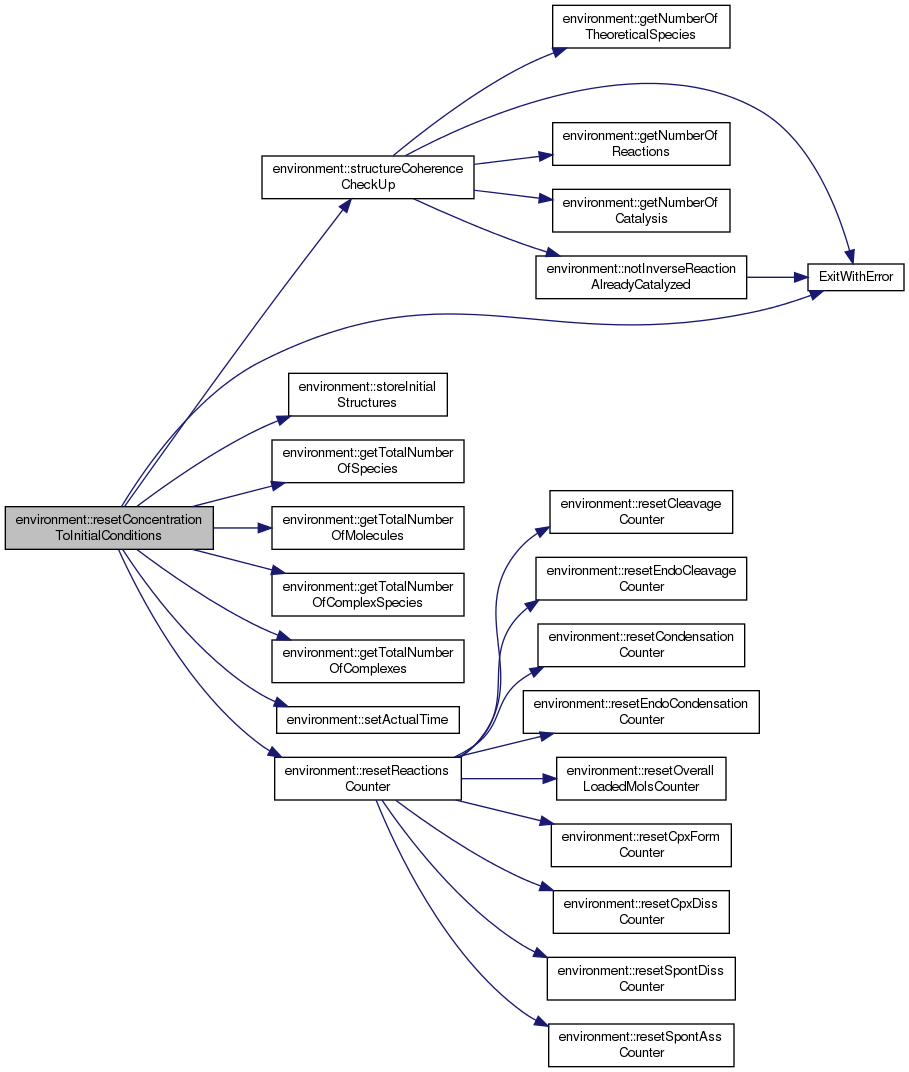 environment::getNumberOf
TheoreticalSpecies
environment::structureCoherence
CheckUp
environment::getNumberOf
Reactions
environment::getNumberOf
Catalysis
environment::notInverseReaction
AlreadyCatalyzed
ExitWithError
environment::storeInitial
Structures
environment::getTotalNumber
OfSpecies
environment::resetConcentration
ToInitialConditions
environment::getTotalNumber
OfMolecules
environment::getTotalNumber
OfComplexSpecies
environment::getTotalNumber
OfComplexes
environment::setActualTime
environment::resetReactions
Counter
environment::resetCleavage
Counter
environment::resetEndoCleavage
Counter
environment::resetCondensation
Counter
environment::resetEndoCondensation
Counter
environment::resetOverall
LoadedMolsCounter
environment::resetCpxForm
Counter
environment::resetCpxDiss
Counter
environment::resetSpontDiss
Counter
environment::resetSpontAss
Counter